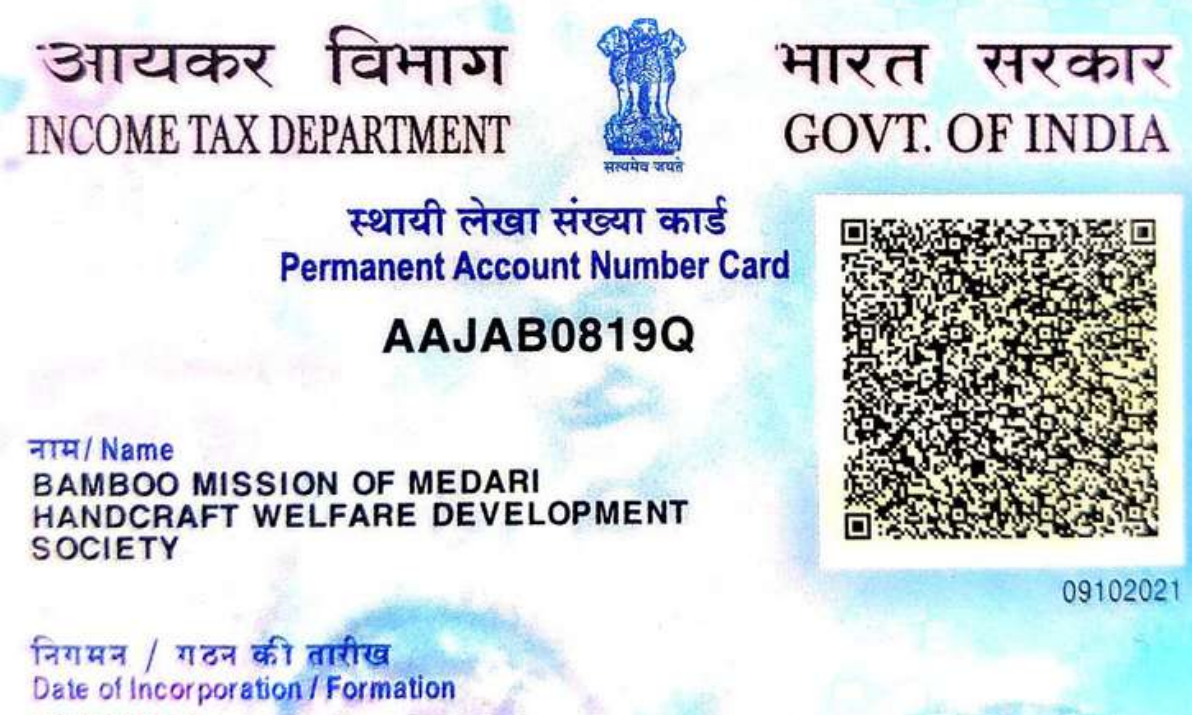 आयकर विभाग
INCOME TAX DEPARTMENT
सत्यमेव जयते
भारत सरकार
GOVT. OF INDIA
स्थायी लेखा संख्या कार्ड
Permanent Account Number Card
AAJAB0819Q
नाम / Name
BAMBOO MISSION OF MEDARI
HANDCRAFT WELFARE DEVELOPMENT
SOCIETY
09102021
निगमन / गठन की तारीख
Date of Incorporation / Formation